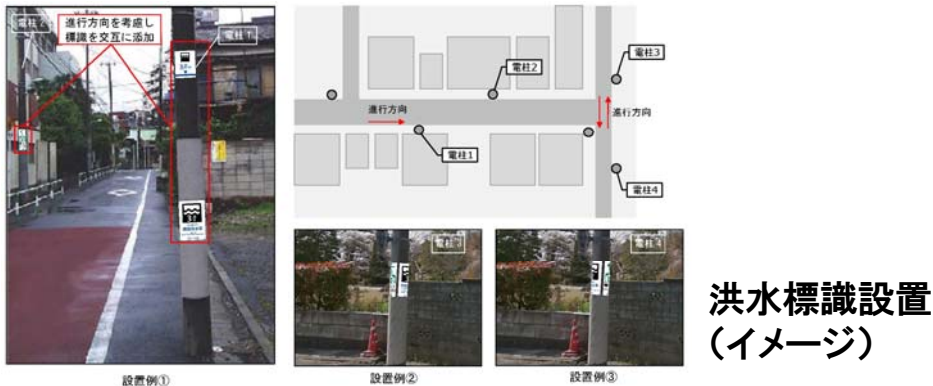 電柱2
進行方向を考慮し
標識を交互に添加
電柱1
電柱2
電柱3
進行方向
進行方向
電柱1
電柱4
電柱3
電柱4
設置例①
設置例②
設置例③
洪水標識設置
(イメージ)